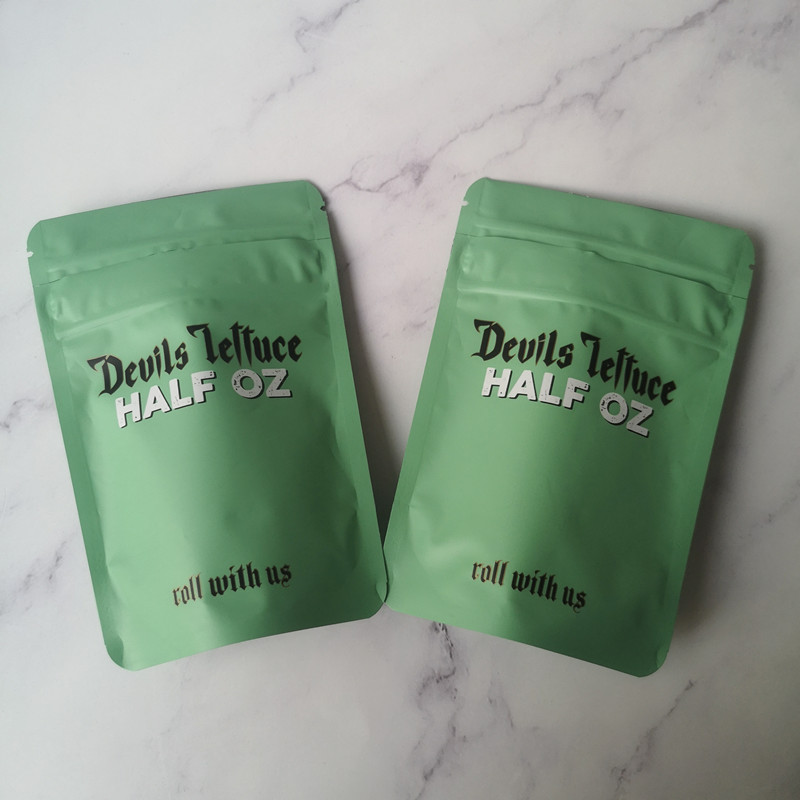 Devils Lettuce
HALF OZ
roll with us
Devils Lettuce
HALF OZ
roll with us